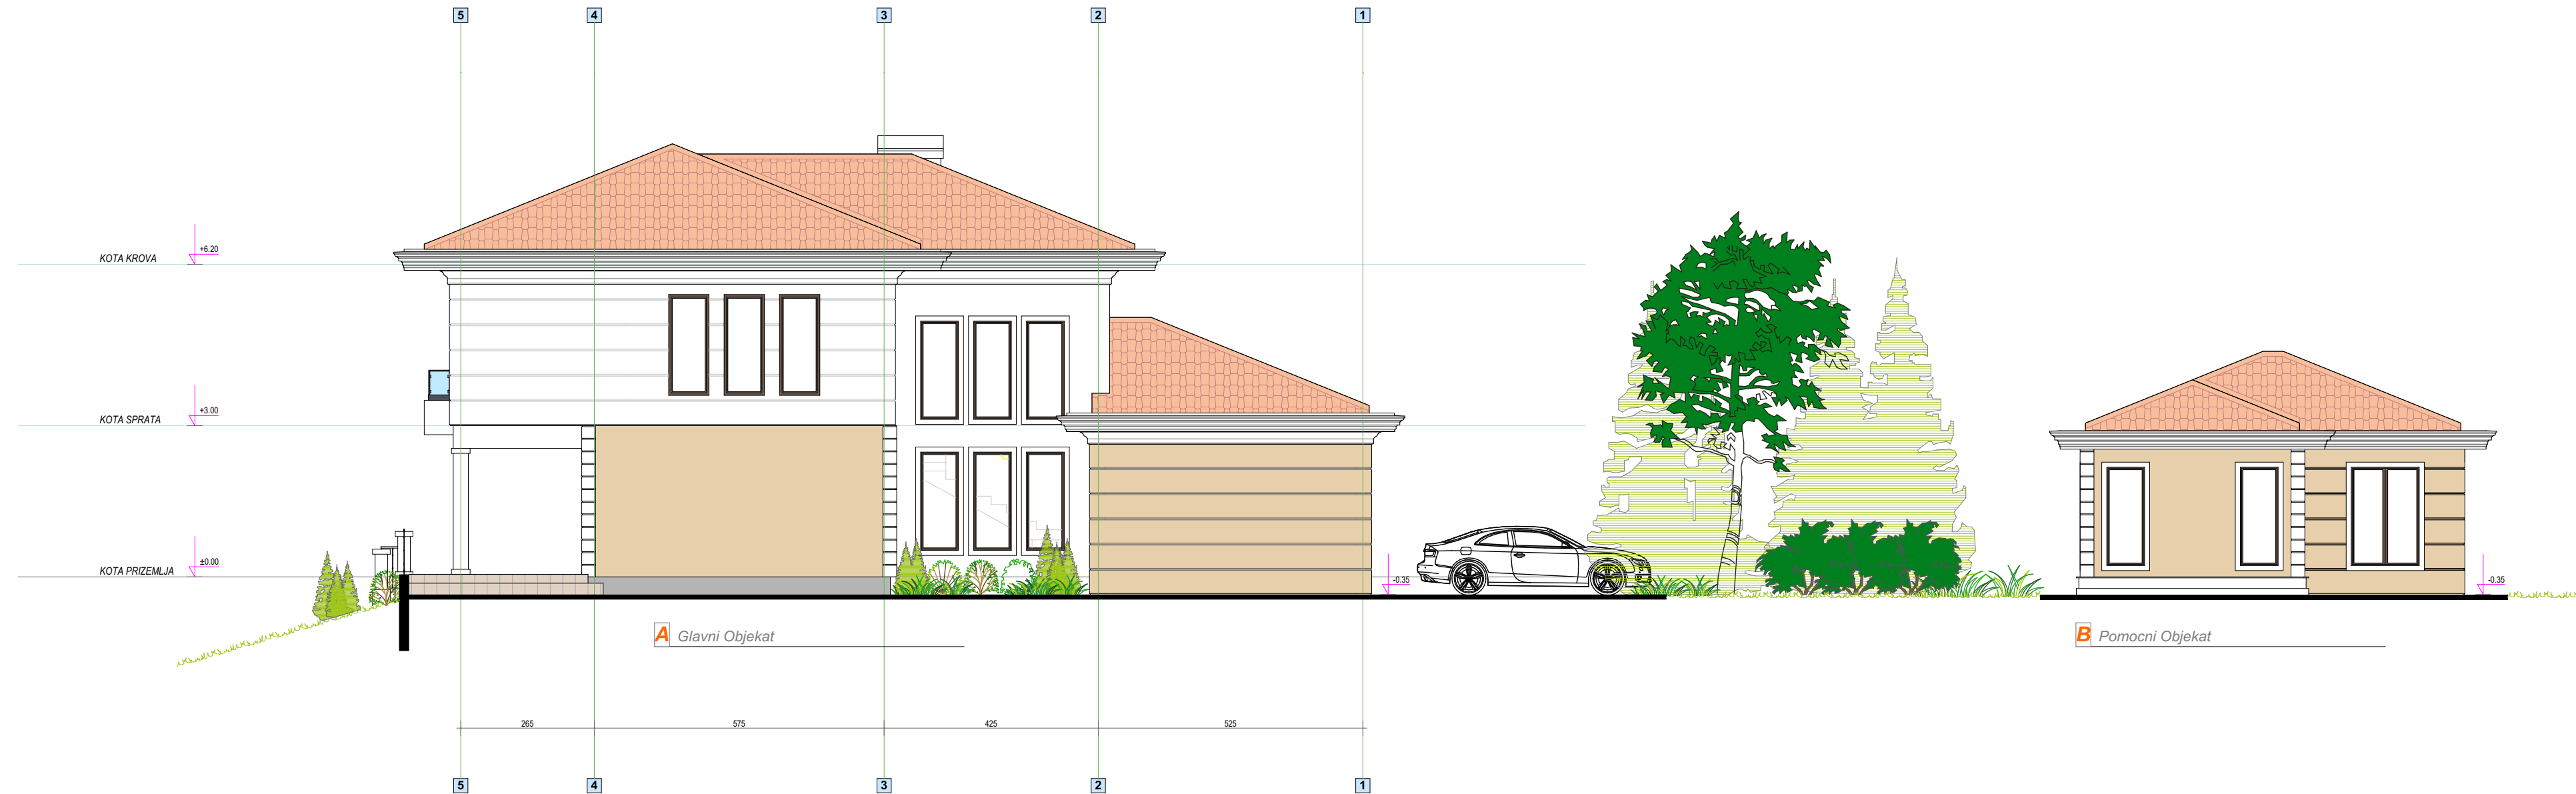 5 4 3 2 1
+6.20
KOTA KROVA
+3.00
KOTA SPRATA
±0.00
KOTA PRIZEMLJA
-0.35
-0.35
A Glavni Objekat
B Pomocni Objekat
265 575 425 525
5 4 3 2 1